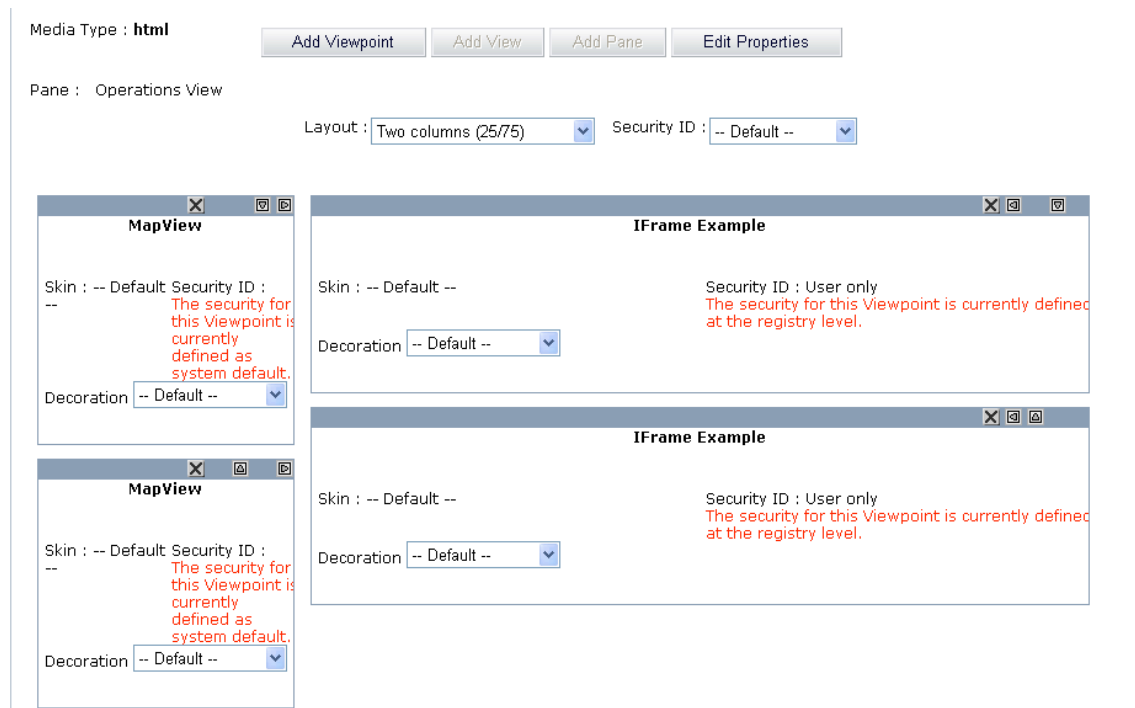 Media Type : html
Add Viewpoint
Add View
Add Pane
Edit Properties
Pane : Operations View
Layout : Two columns (25/75)
Security ID : -- Default --
MapView
Skin : -- Default --
Security ID :
The security for
this Viewpoint is
currently
defined as
system default.
Decoration -- Default --
MapView
Skin : -- Default --
Security ID :
The security for
this Viewpoint is
currently
defined as
system default.
Decoration -- Default --
IFrame Example
Skin : -- Default --
Security ID : User only
The security for this Viewpoint is currently defined
at the registry level.
Decoration -- Default --
IFrame Example
Skin : -- Default --
Security ID : User only
The security for this Viewpoint is currently defined
at the registry level.
Decoration -- Default --